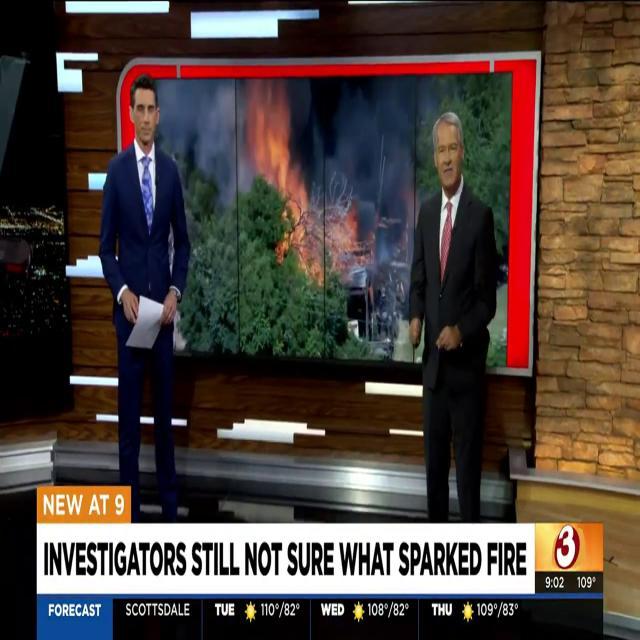 NEW AT 9
INVESTIGATORS STILL NOT SURE WHAT SPARKED FIRE
3
9:02 109°
FORECAST SCOTTSDALE TUE 110°/82° WED 108°/82° THU 109°/83°